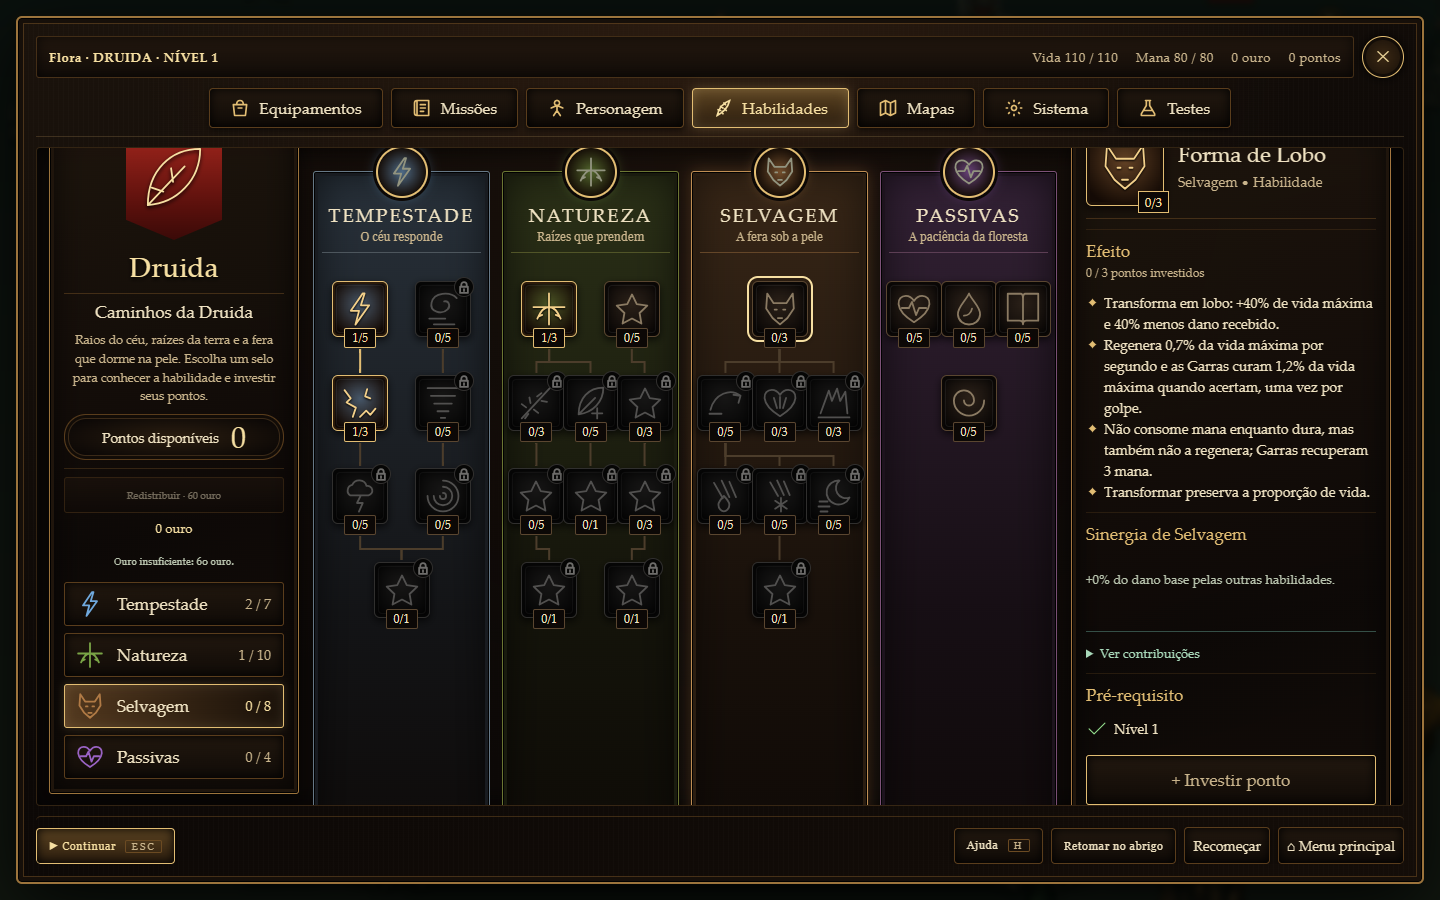 Flora · DRUIDA · NÍVEL 1
Vida 110 / 110 Mana 80 / 80 0 ouro 0 pontos
Equipamentos Missões Personagem Habilidades Mapas Sistema Testes
Druida
Caminhos da Druida
Raios do céu, raízes da terra e a fera
que dorme na pele. Escolha um selo
para conhecer a habilidade e investir
seus pontos.
Pontos disponíveis 0
Redistribuir · 60 ouro
0 ouro
Ouro insuficiente: 60 ouro.
Tempestade 2 / 7
Natureza 1 / 10
Selvagem 0 / 8
Passivas 0 / 4
TEMPESTADE
O céu responde
1/5 0/5
1/3 0/5
0/5 0/5
0/1
NATUREZA
Raízes que prendem
1/3 0/5
0/3 0/5 0/3
0/5 0/1 0/3
0/1 0/1
SELVAGEM
A fera sob a pele
0/3
0/5 0/3 0/3
0/5 0/5 0/5
0/1
PASSIVAS
A paciência da floresta
0/5 0/5 0/5
0/5
Forma de Lobo
Selvagem • Habilidade
0/3
Efeito
0 / 3 pontos investidos
Transforma em lobo: +40% de vida máxima
e 40% menos dano recebido.
Regenera 0,7% da vida máxima por
segundo e as Garras curam 1,2% da vida
máxima quando acertam, uma vez por
golpe.
Não consome mana enquanto dura, mas
também não a regenera; Garras recuperam
3 mana.
Transformar preserva a proporção de vida.
Sinergia de Selvagem
+0% do dano base pelas outras habilidades.
Ver contribuições
Pré-requisito
Nível 1
+ Investir ponto
Continuar ESC
Ajuda H Retomar no abrigo Recomeçar Menu principal